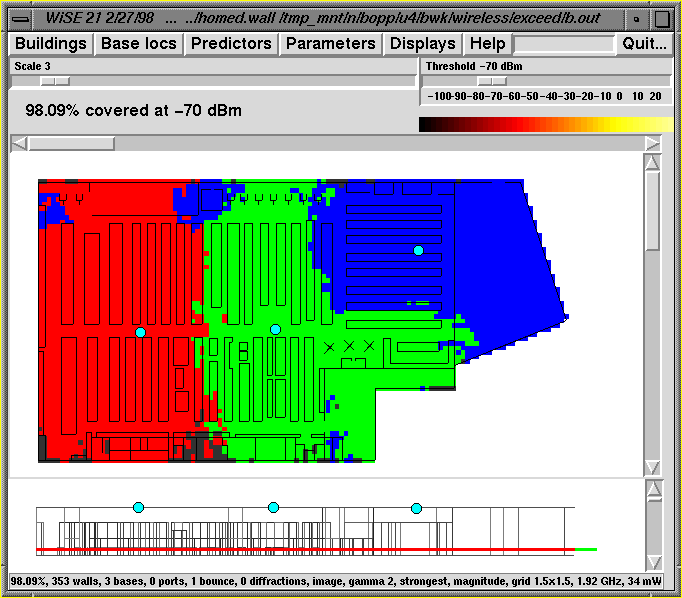 WiSE 21 2/27/98 ... .../homed.wall /tmp_mnt/n/bopp/u4/bwk/wireless/exceed/b.out
Buildings Base locs Predictors Parameters Displays Help Quit...
Scale 3
Threshold −70 dBm
98.09% covered at −70 dBm
−100−90−80−70−60−50−40−30−20−10 0 10 20
98.09%, 353 walls, 3 bases, 0 ports, 1 bounce, 0 diffractions, image, gamma 2, strongest, magnitude, grid 1.5×1.5, 1.92 GHz, 34 mW